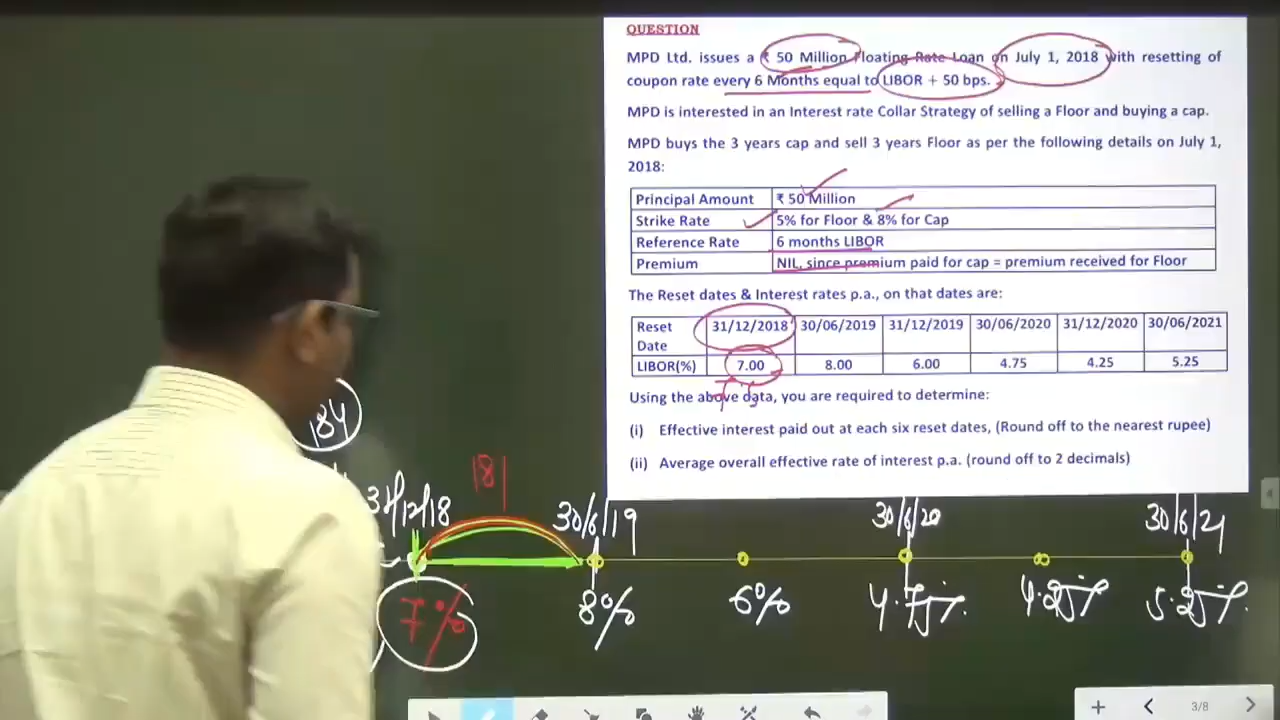 QUESTION
MPD Ltd. issues a ₹ 50 Million Floating Rate Loan on July 1, 2018 with resetting of
coupon rate every 6 Months equal to LIBOR + 50 bps.
MPD is interested in an Interest rate Collar Strategy of selling a Floor and buying a cap.
MPD buys the 3 years cap and sell 3 years Floor as per the following details on July 1,
2018:
Principal Amount ₹ 50 Million
Strike Rate 5% for Floor & 8% for Cap
Reference Rate 6 months LIBOR
Premium NIL, since premium paid for cap = premium received for Floor
The Reset dates & Interest rates p.a., on that dates are:
Reset Date 31/12/2018 30/06/2019 31/12/2019 30/06/2020 31/12/2020 30/06/2021
LIBOR(%) 7.00 8.00 6.00 4.75 4.25 5.25
Using the above data, you are required to determine:
(i) Effective interest paid out at each six reset dates, (Round off to the nearest rupee)
(ii) Average overall effective rate of interest p.a. (round off to 2 decimals)
184
181
31/12/18 30/6/19 30/6/20 30/6/21
7% 8% 6% 4.75% 4.25% 5.25%
3/8